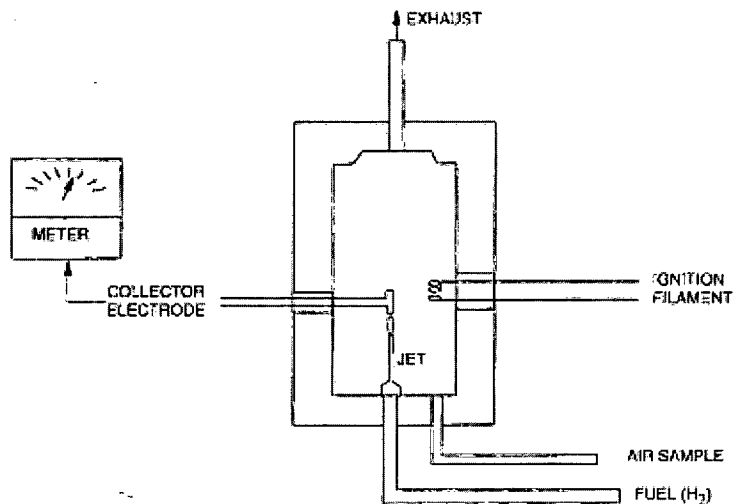 EXHAUST
METER
COLLECTOR
ELECTRODE
IGNITION
FILAMENT
JET
AIR SAMPLE
FUEL (H₂)